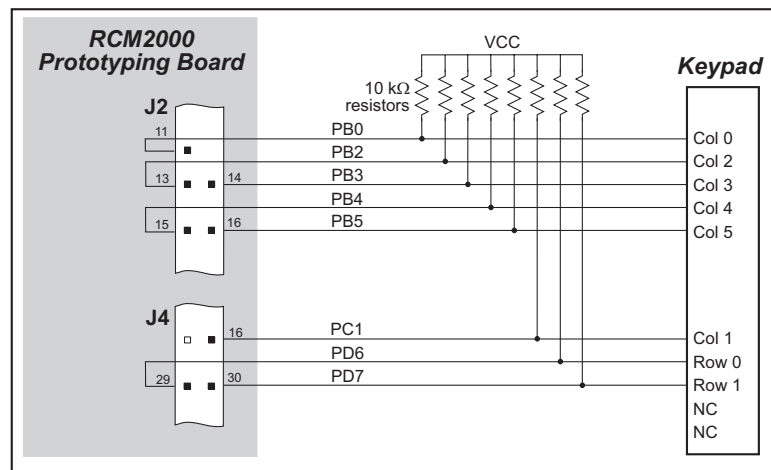 RCM2000
Prototyping Board
VCC
Keypad
10 kΩ
resistors
J2
11
PB0
Col 0
PB2
Col 2
13
14
PB3
Col 3
PB4
Col 4
15
16
PB5
Col 5
J4
16
PC1
Col 1
PD6
Row 0
29
30
PD7
Row 1
NC
NC